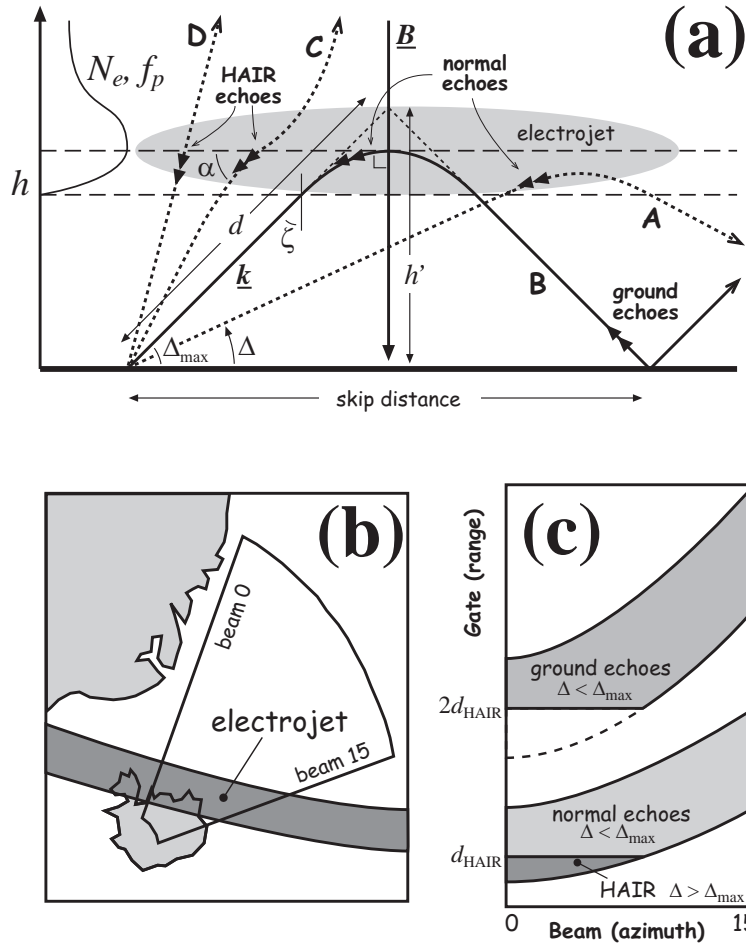 (a)
D
C
B
N_e, f_p
HAIR
echoes
normal
echoes
electrojet
α
h
d
ζ
A
k
h'
B
ground
echoes
Δ_max
Δ
skip distance
(b)
beam 0
electrojet
beam 15
(c)
Gate (range)
ground echoes
Δ < Δ_max
2d_HAIR
normal echoes
Δ < Δ_max
d_HAIR
HAIR Δ > Δ_max
0
15
Beam (azimuth)